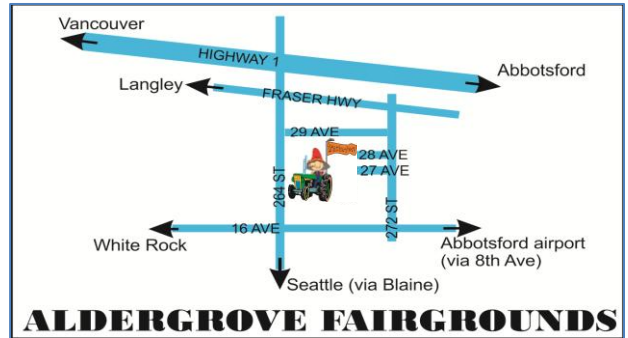 Vancouver
HIGHWAY 1
Abbotsford
Langley
FRASER HWY
29 AVE
28 AVE
27 AVE
264 ST
272 ST
16 AVE
White Rock
Abbotsford airport
(via 8th Ave)
Seattle (via Blaine)
ALDERGROVE FAIRGROUNDS